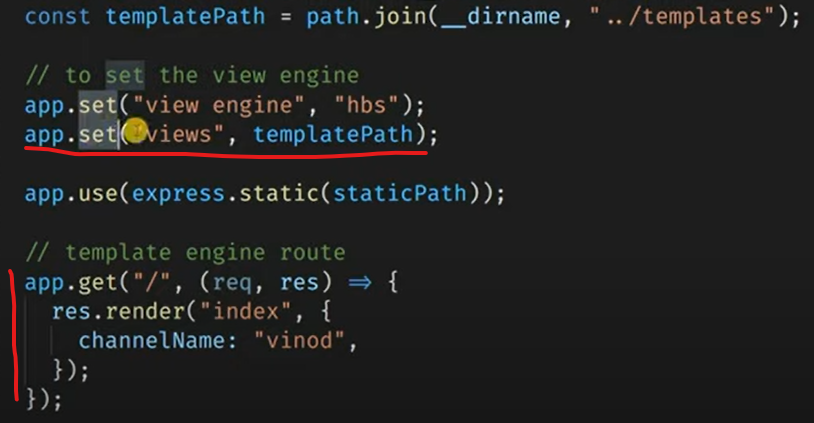 const templatePath = path.join(__dirname, "../templates");
// to set the view engine
app.set("view engine", "hbs");
app.set("views", templatePath);
app.use(express.static(staticPath));
// template engine route
app.get("/", (req, res) => {
res.render("index", {
channelName: "vinod",
});
});